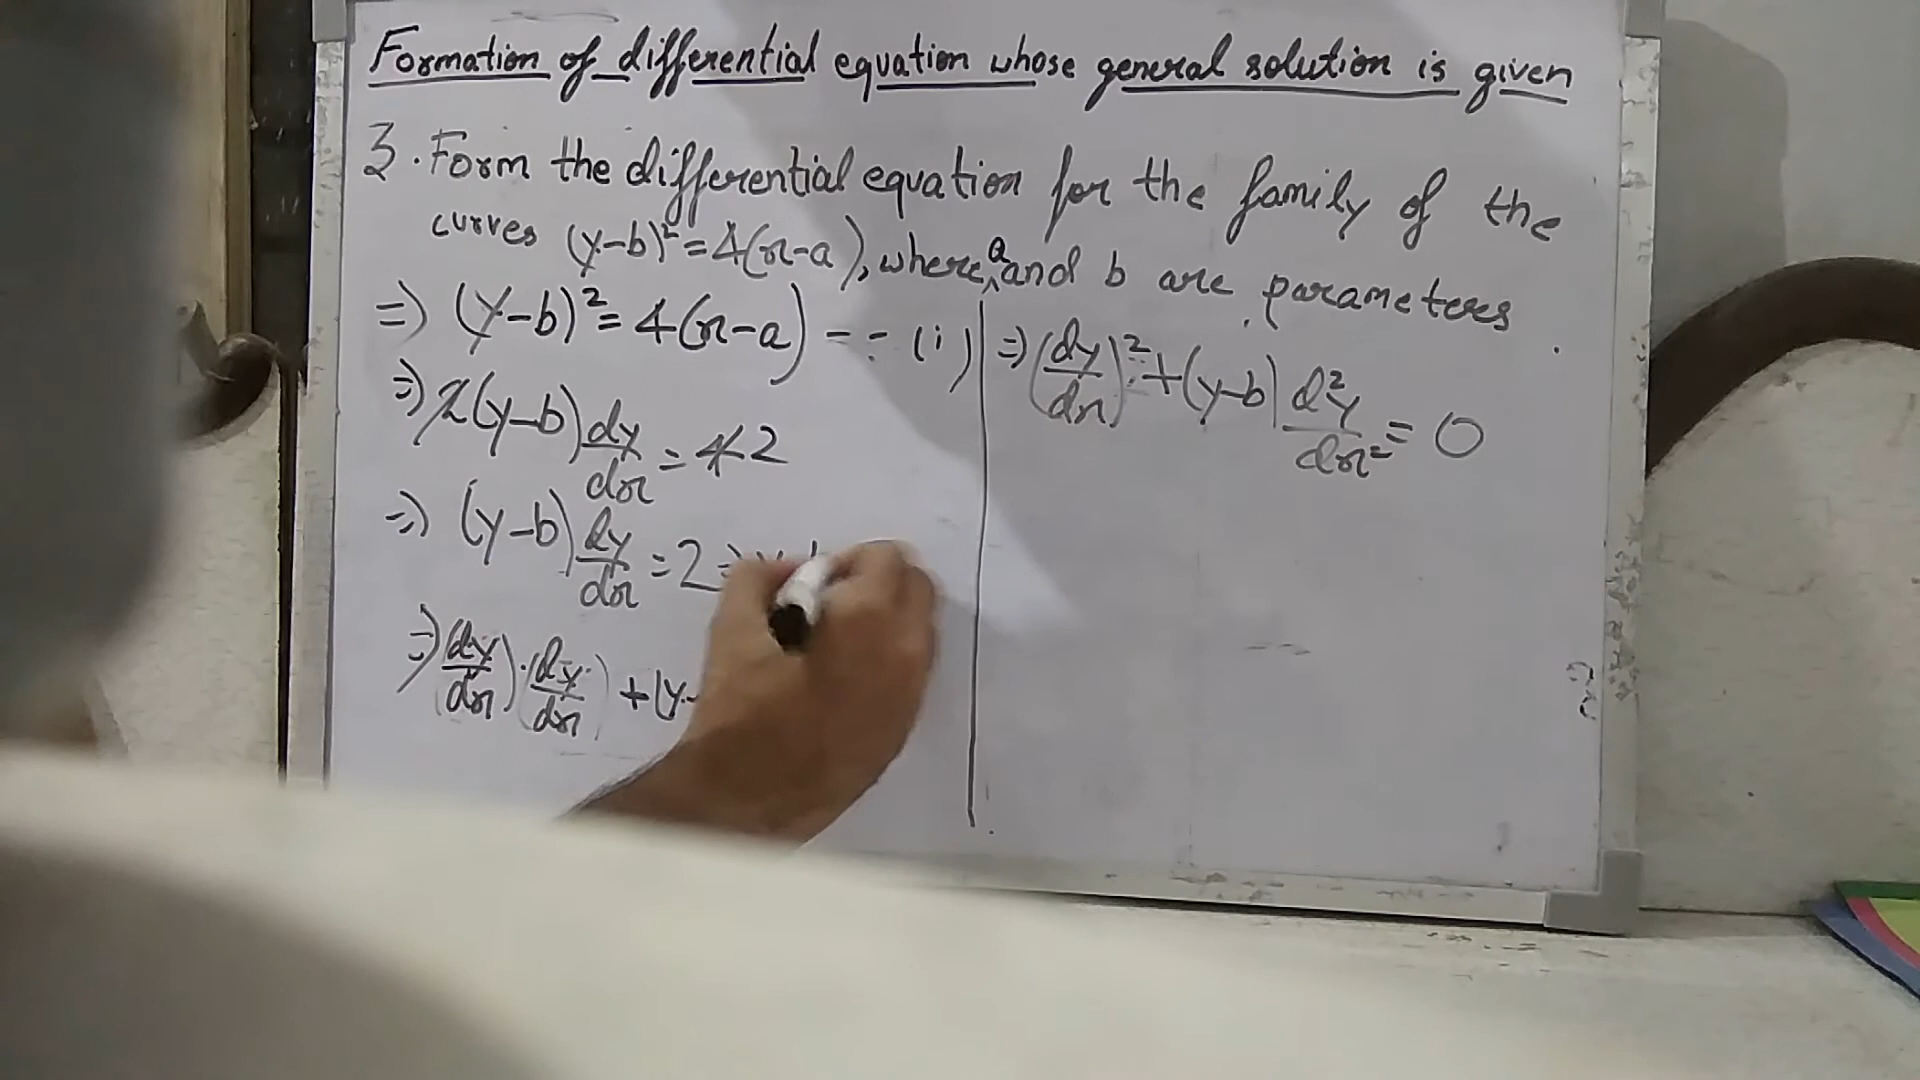 Formation of differential equation whose general solution is given
3. Form the differential equation for the family of the
curves (y-b)² = 4(x-a), where a and b are parameters.
=> (y-b)² = 4(x-a) -- (i)
=> 2(y-b) dy/dx = 4 2
=> (y-b) dy/dx = 2 =>
=> (dy/dx)·(dy/dx) + (y-
=> (dy/dx)² + (y-b) d²y/dx² = 0